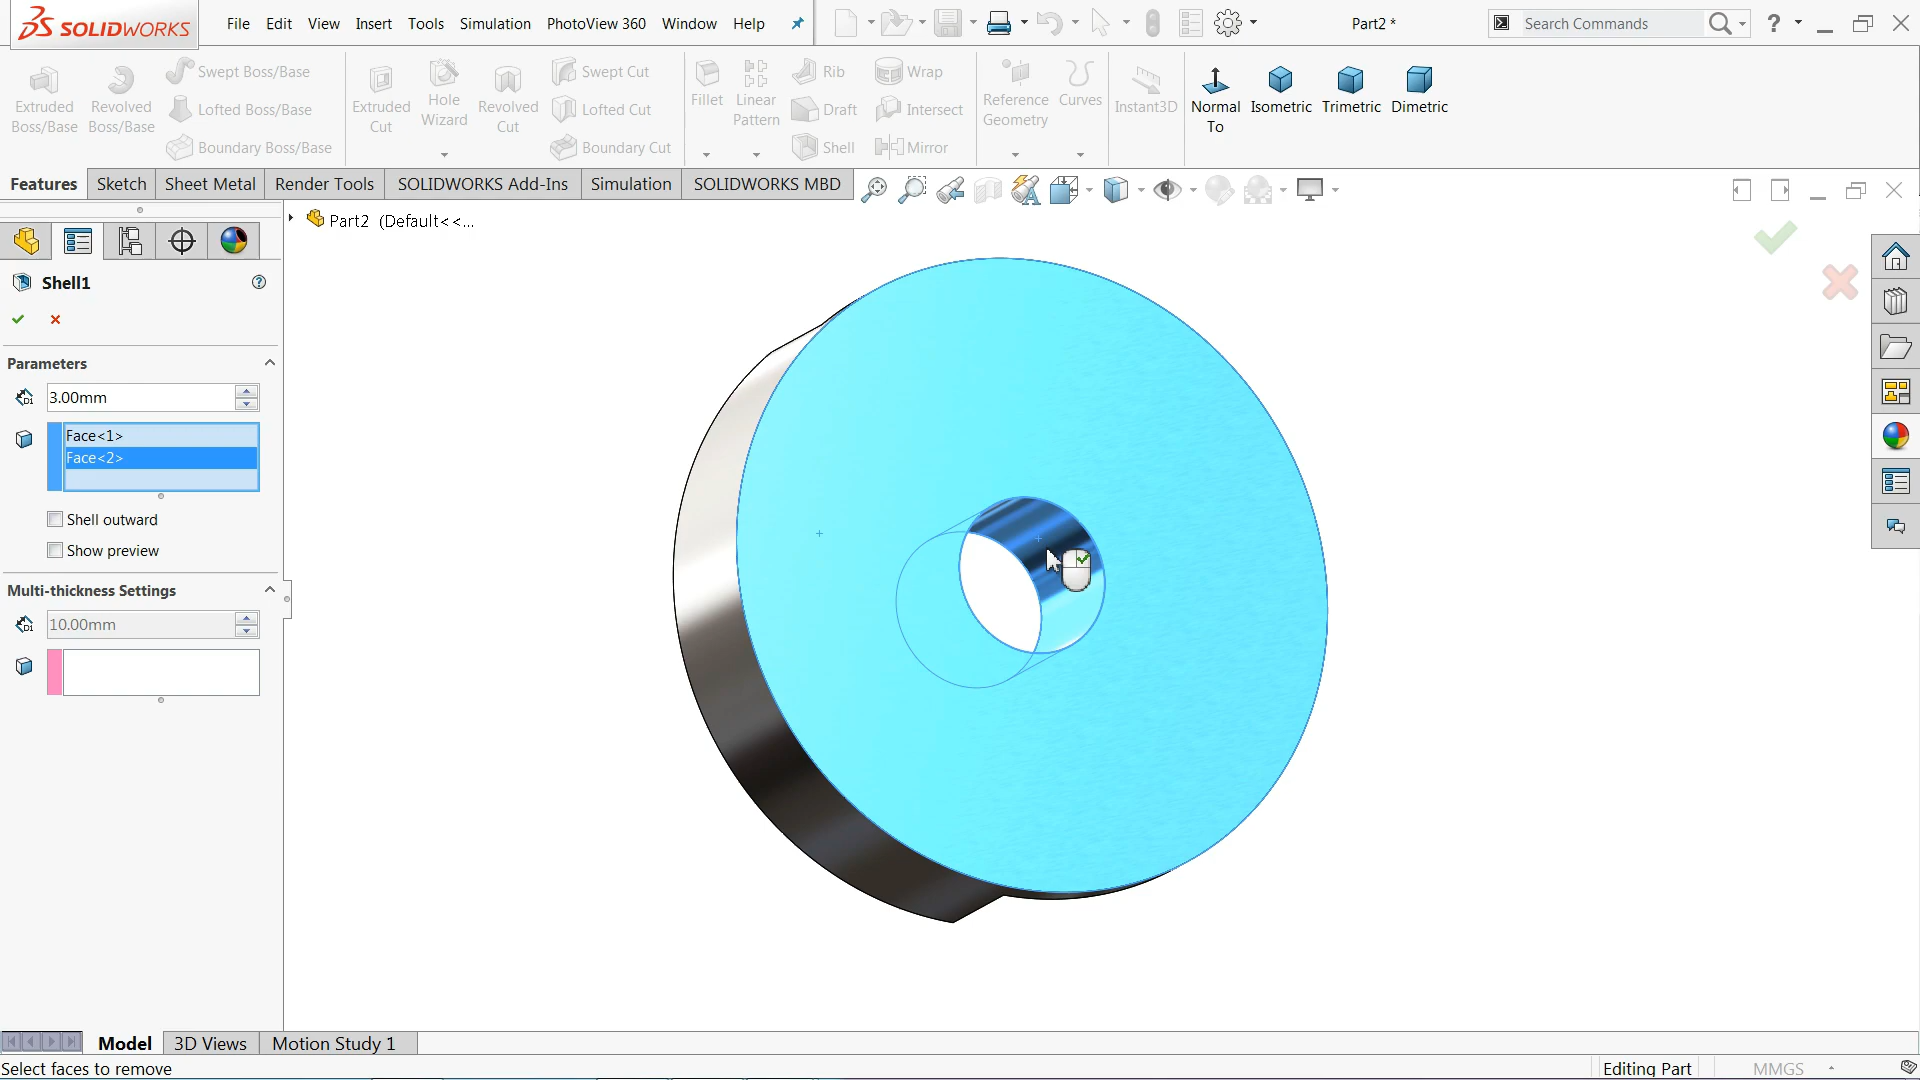 SOLIDWORKS File Edit View Insert Tools Simulation PhotoView 360 Window Help Part2 * Search Commands ?
Extruded Boss/Base
Revolved Boss/Base
Swept Boss/Base
Lofted Boss/Base
Boundary Boss/Base
Extruded Cut
Hole Wizard
Revolved Cut
Swept Cut
Lofted Cut
Boundary Cut
Fillet
Linear Pattern
Rib
Draft
Shell
Wrap
Intersect
Mirror
Reference Geometry
Curves
Instant3D
Normal To
Isometric
Trimetric
Dimetric
Features Sketch Sheet Metal Render Tools SOLIDWORKS Add-Ins Simulation SOLIDWORKS MBD
Part2 (Default<<...
Shell1
Parameters
3.00mm
Face<1>
Face<2>
Shell outward
Show preview
Multi-thickness Settings
10.00mm
Model 3D Views Motion Study 1
Select faces to remove Editing Part MMGS